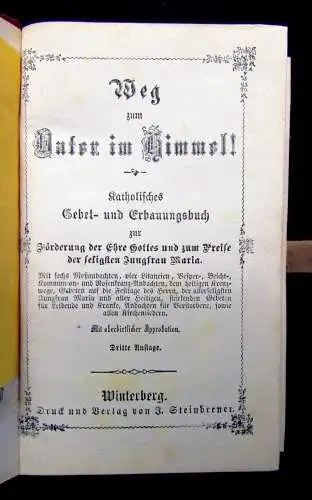 Weg
zum
Vater im Himmel!
Katholisches
Gebet- und Erbauungsbuch
zur
Förderung der Ehre Gottes und zum Preise
der seligsten Jungfrau Maria.
Mit sechs Meßandachten, vier Litaneien, Vesper-, Beicht-,
Kommunion- und Rosenkranz-Andachten, dem heiligen Kreuz-
wege, Gebeten auf die Festtage des Herrn, der allerseligsten
Jungfrau Maria und aller Heiligen, stärkenden Gebeten
für Leidende und Kranke, Andachten für Verstorbene, sowie
allen Kirchenliedern.
Mit oberhirtlicher Approbation.
Dritte Auflage.
Winterberg.
Druck und Verlag von J. Steinbrener.